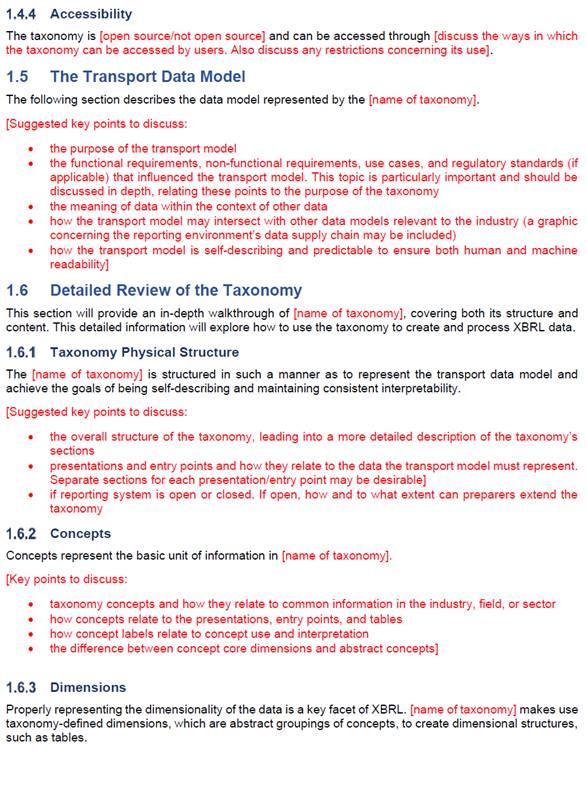 1.4.4 Accessibility
The taxonomy is [open source/not open source] and can be accessed through [discuss the ways in which
the taxonomy can be accessed by users. Also discuss any restrictions concerning its use].
1.5 The Transport Data Model
The following section describes the data model represented by the [name of taxonomy].
[Suggested key points to discuss:
• the purpose of the transport model
• the functional requirements, non-functional requirements, use cases, and regulatory standards (if
applicable) that influenced the transport model. This topic is particularly important and should be
discussed in depth, relating these points to the purpose of the taxonomy
• the meaning of data within the context of other data
• how the transport model may intersect with other data models relevant to the industry (a graphic
concerning the reporting environment's data supply chain may be included)
• how the transport model is self-describing and predictable to ensure both human and machine
readability]
1.6 Detailed Review of the Taxonomy
This section will provide an in-depth walkthrough of [name of taxonomy], covering both its structure and
content. This detailed information will explore how to use the taxonomy to create and process XBRL data.
1.6.1 Taxonomy Physical Structure
The [name of taxonomy] is structured in such a manner as to represent the transport data model and
achieve the goals of being self-describing and maintaining consistent interpretability.
[Suggested key points to discuss:
• the overall structure of the taxonomy, leading into a more detailed description of the taxonomy's
sections
• presentations and entry points and how they relate to the data the transport model must represent.
Separate sections for each presentation/entry point may be desirable]
• if reporting system is open or closed. If open, how and to what extent can preparers extend the
taxonomy
1.6.2 Concepts
Concepts represent the basic unit of information in [name of taxonomy].
[Key points to discuss:
• taxonomy concepts and how they relate to common information in the industry, field, or sector
• how concepts relate to the presentations, entry points, and tables
• how concept labels relate to concept use and interpretation
• the difference between concept core dimensions and abstract concepts]
1.6.3 Dimensions
Properly representing the dimensionality of the data is a key facet of XBRL. [name of taxonomy] makes use
taxonomy-defined dimensions, which are abstract groupings of concepts, to create dimensional structures,
such as tables.